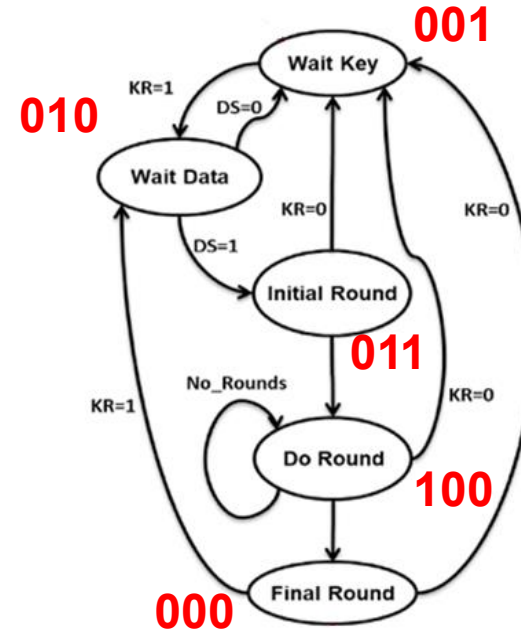 001
Wait Key
KR=1
DS=0
010
Wait Data
KR=0
KR=0
DS=1
Initial Round
011
No_Rounds
KR=1
KR=0
Do Round
100
Final Round
000